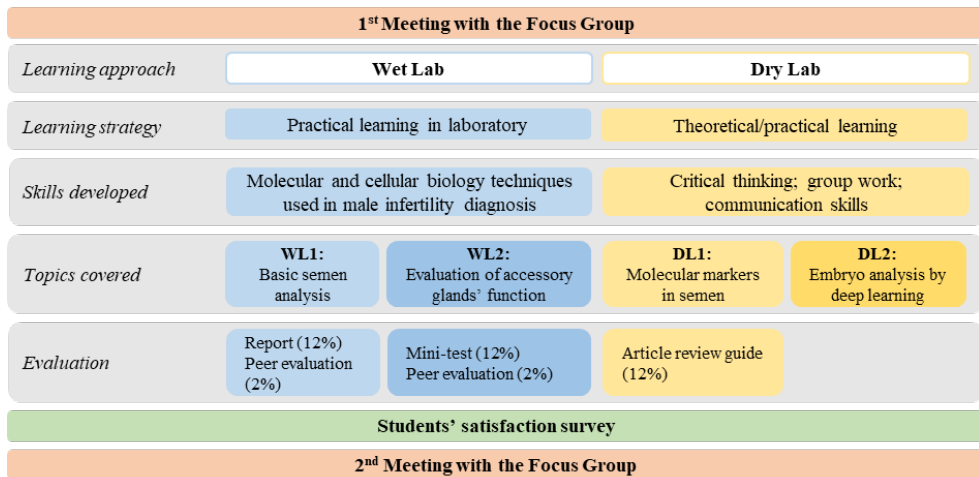 1st Meeting with the Focus Group
Learning approach
Wet Lab
Dry Lab
Learning strategy
Practical learning in laboratory
Theoretical/practical learning
Skills developed
Molecular and cellular biology techniques
used in male infertility diagnosis
Critical thinking; group work;
communication skills
Topics covered
WL1:
Basic semen
analysis
WL2:
Evaluation of accessory
glands’ function
DL1:
Molecular markers
in semen
DL2:
Embryo analysis by
deep learning
Evaluation
Report (12%)
Peer evaluation
(2%)
Mini-test (12%)
Peer evaluation (2%)
Article review guide
(12%)
Students’ satisfaction survey
2nd Meeting with the Focus Group